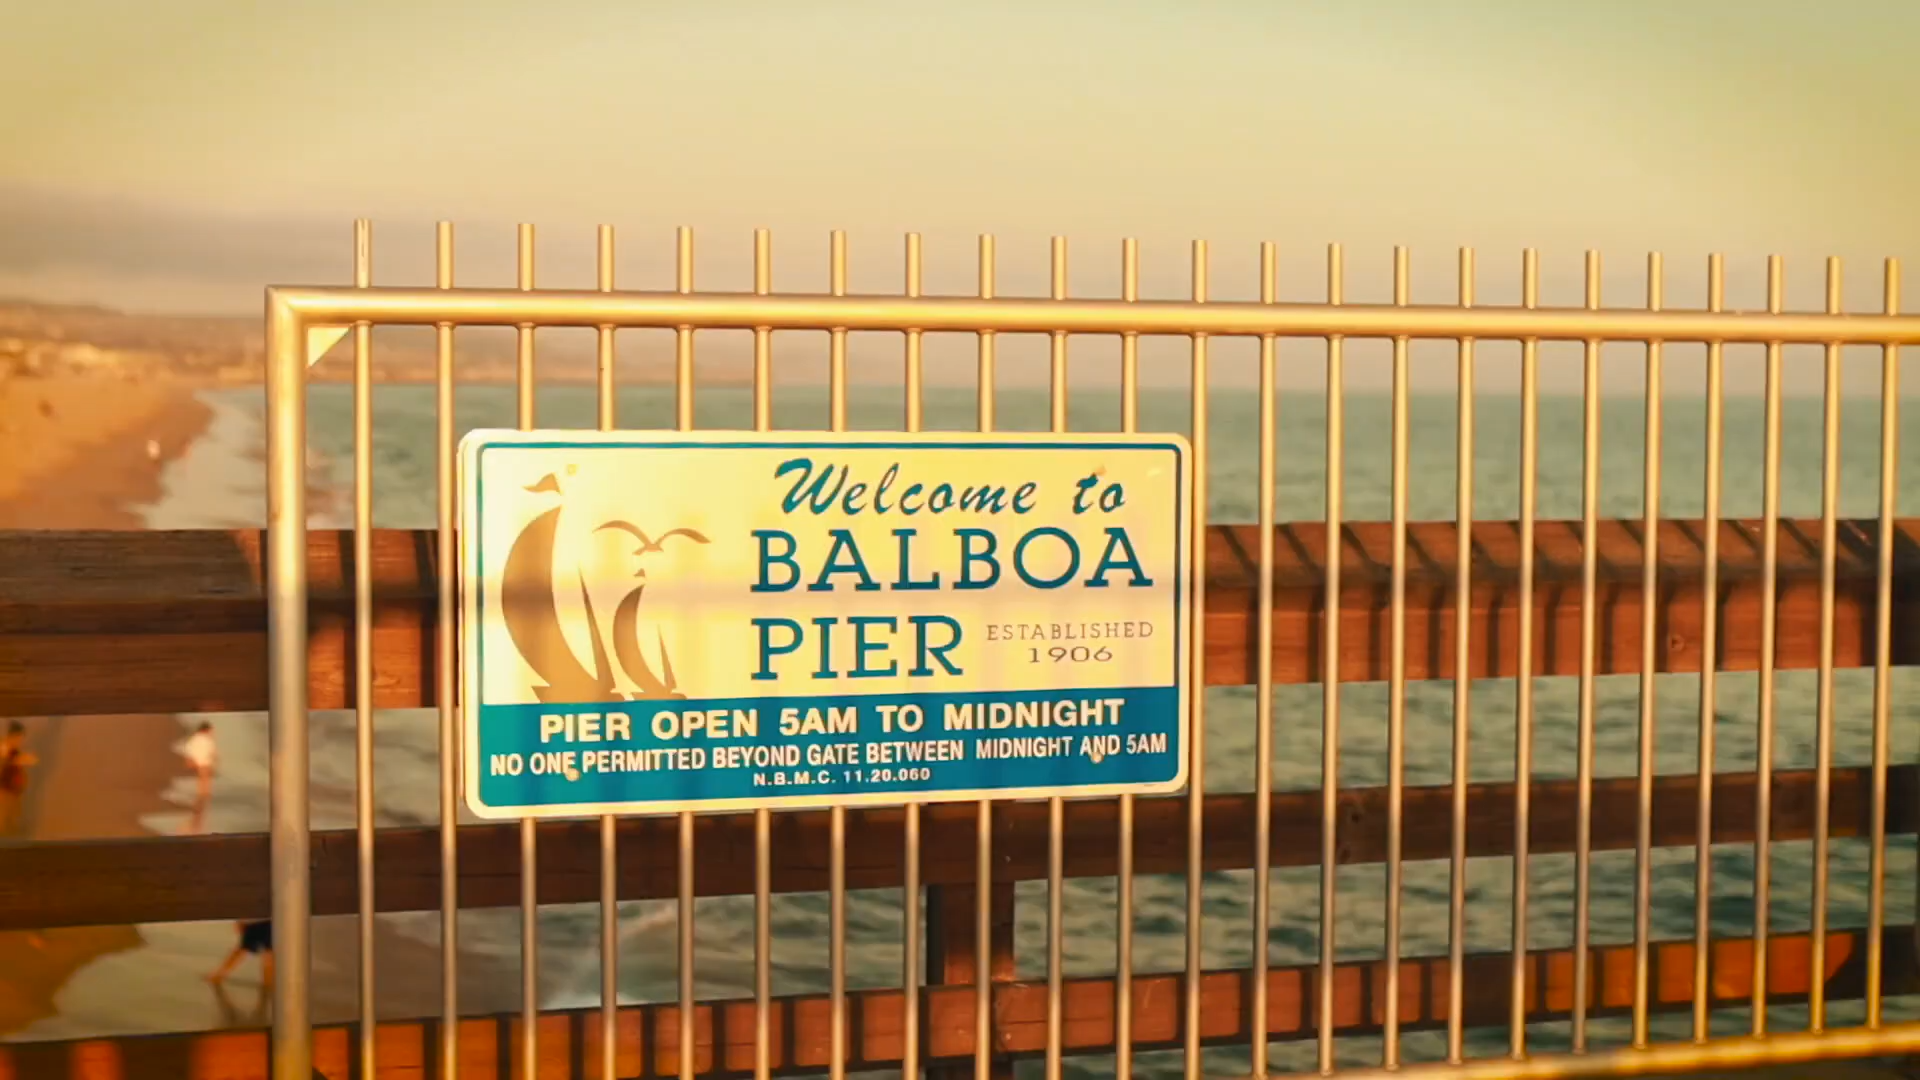 Welcome to
BALBOA
PIER
ESTABLISHED
1906
PIER OPEN 5AM TO MIDNIGHT
NO ONE PERMITTED BEYOND GATE BETWEEN MIDNIGHT AND 5AM
N.B.M.C. 11.20.060